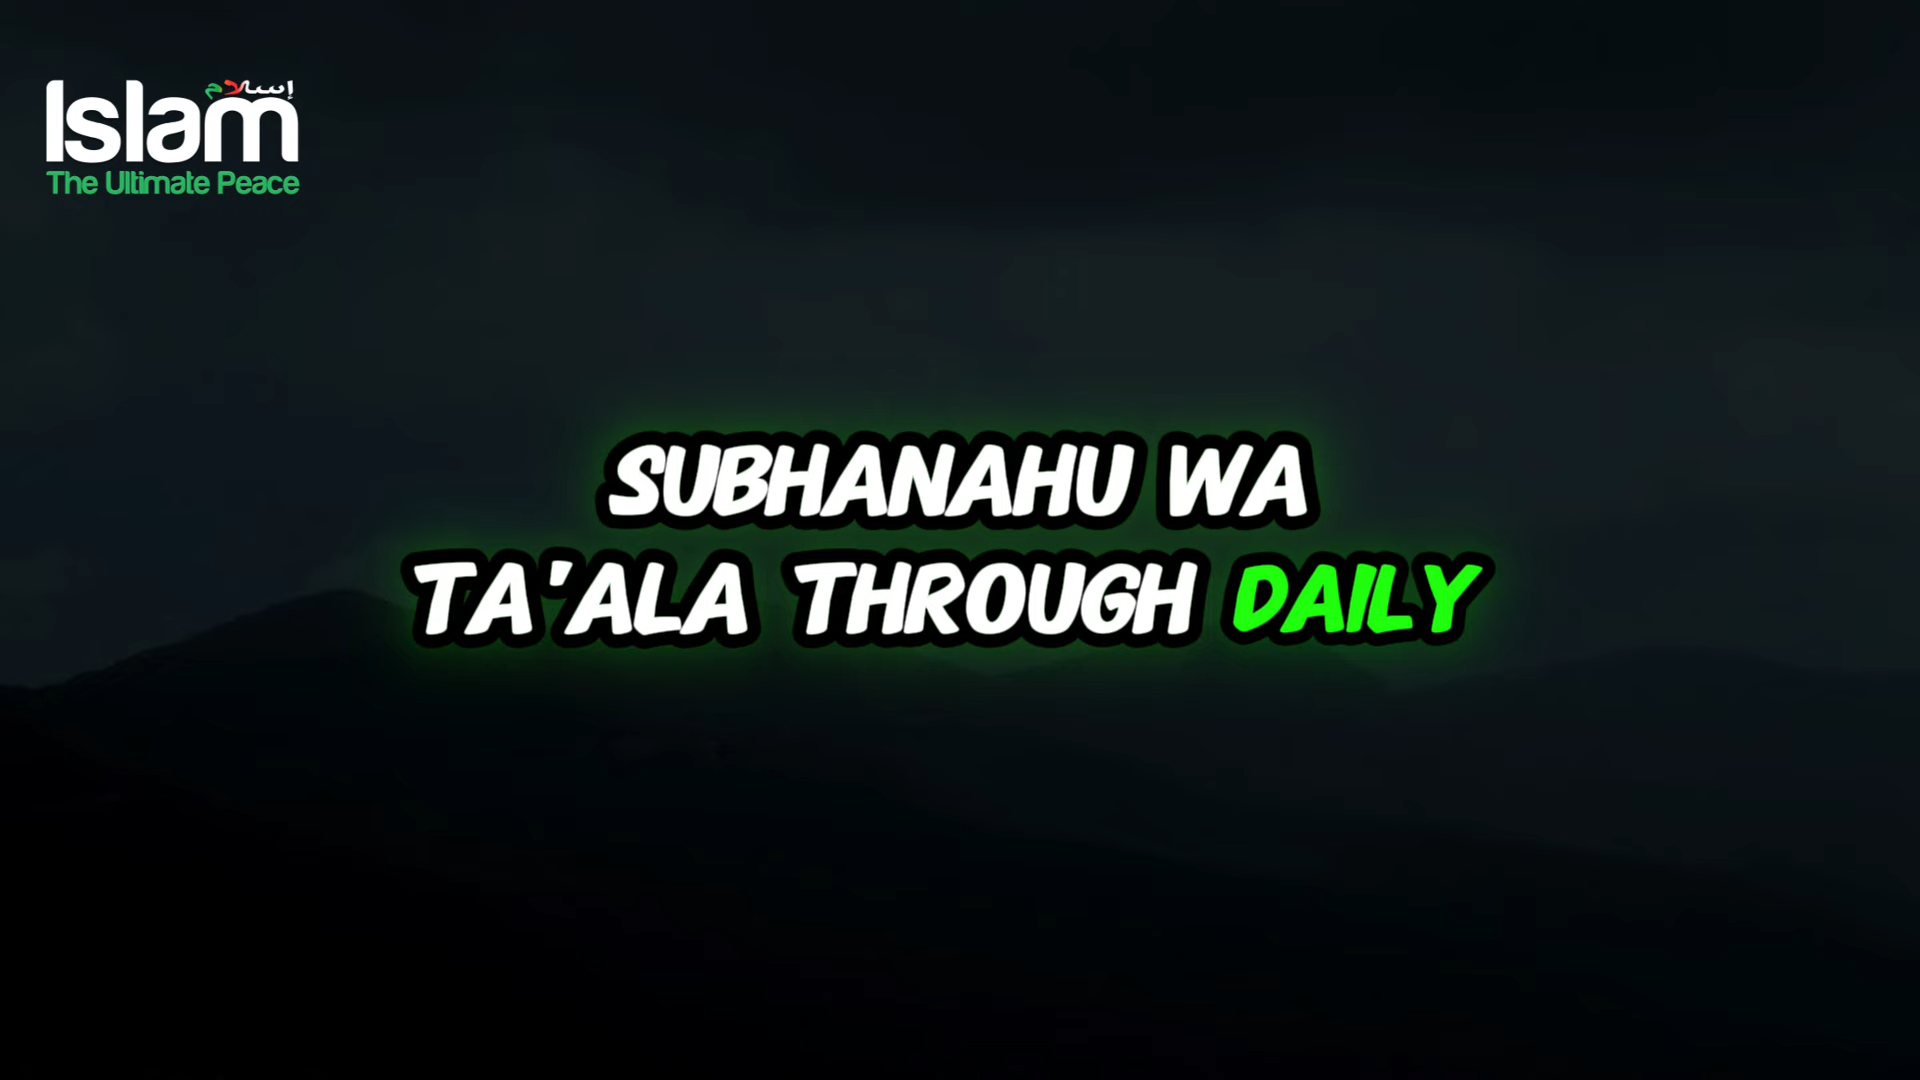 إسلام
Islam
The Ultimate Peace
SUBHANAHU WA
TA'ALA THROUGH DAILY